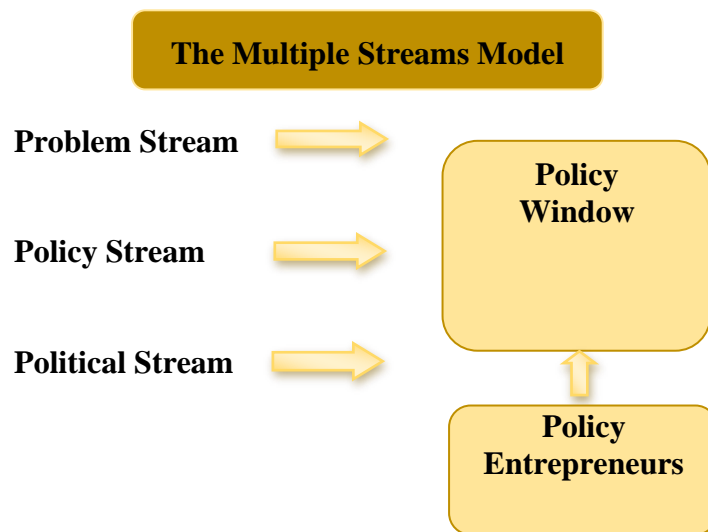 The Multiple Streams Model
Problem Stream
Policy
Window
Policy Stream
Political Stream
Policy
Entrepreneurs